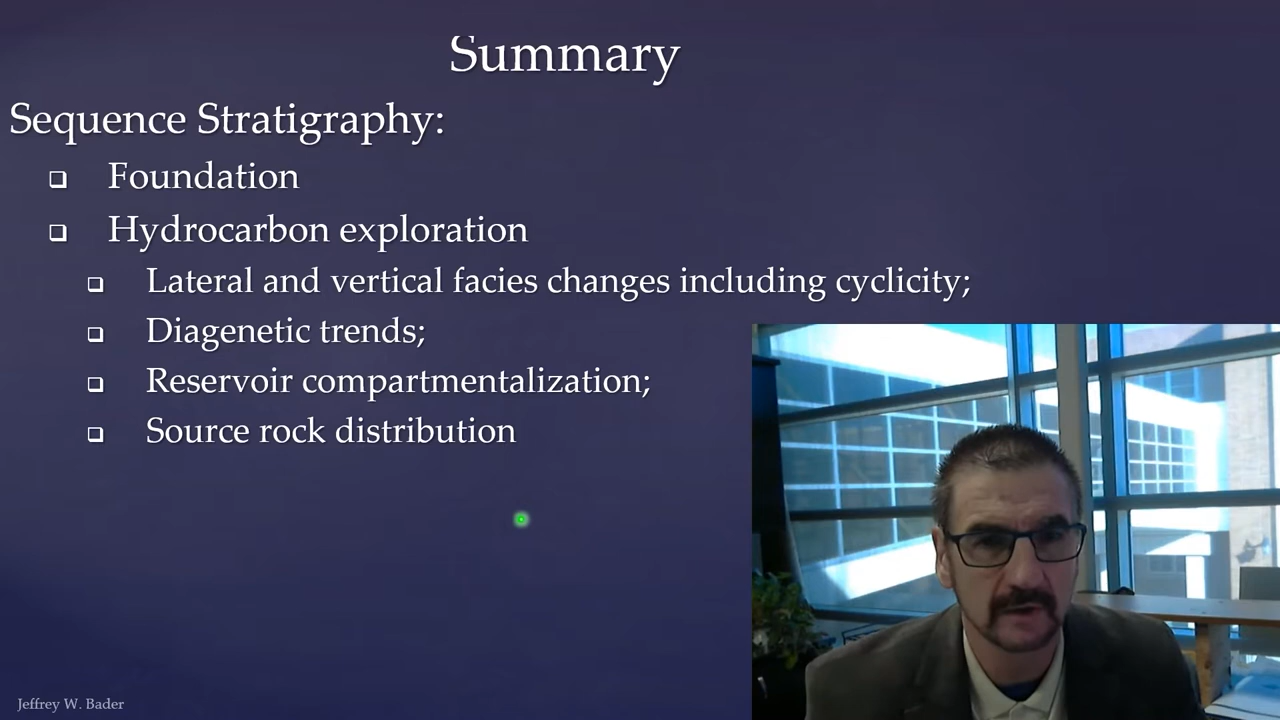 Summary
Sequence Stratigraphy:
Foundation
Hydrocarbon exploration
Lateral and vertical facies changes including cyclicity;
Diagenetic trends;
Reservoir compartmentalization;
Source rock distribution
Jeffrey W. Bader